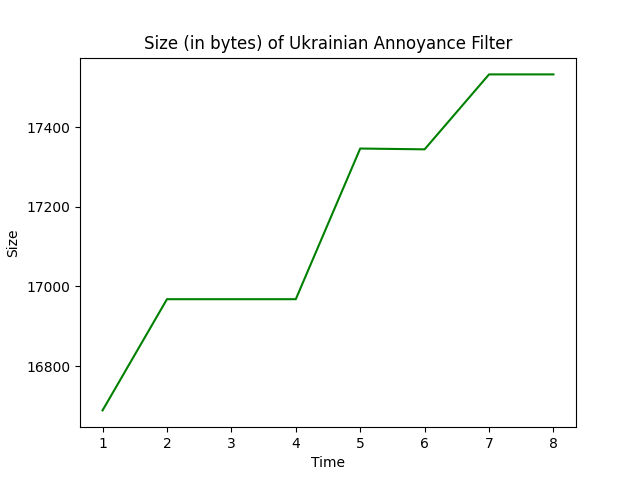 Size (in bytes) of Ukrainian Annoyance Filter
17400
17200
17000
16800
Size
1 2 3 4 5 6 7 8
Time